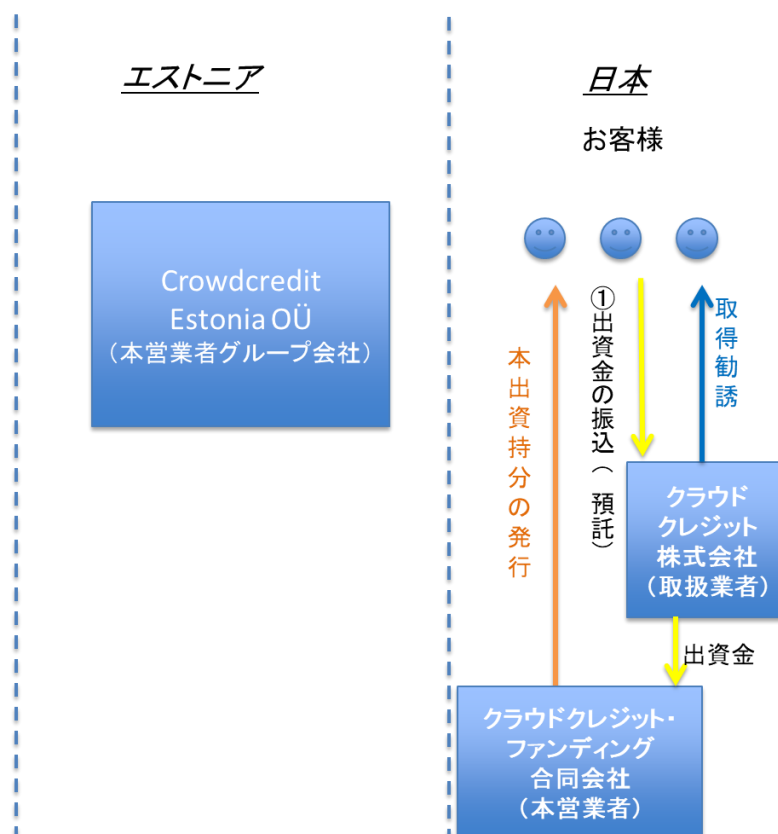 エストニア
日本
お客様
Crowdcredit
Estonia OÜ
（本営業者グループ会社）
本出資持分の発行
①出資金の振込（預託）
取得勧誘
クラウド
クレジット
株式会社
（取扱業者）
出資金
クラウドクレジット・
ファンディング
合同会社
（本営業者）